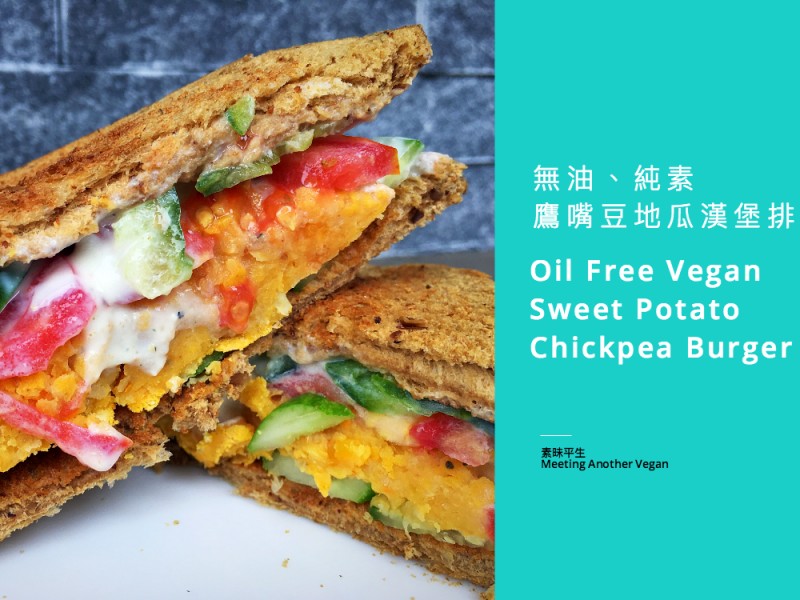 無油、純素
鷹嘴豆地瓜漢堡排
Oil Free Vegan
Sweet Potato
Chickpea Burger
素昧平生
Meeting Another Vegan